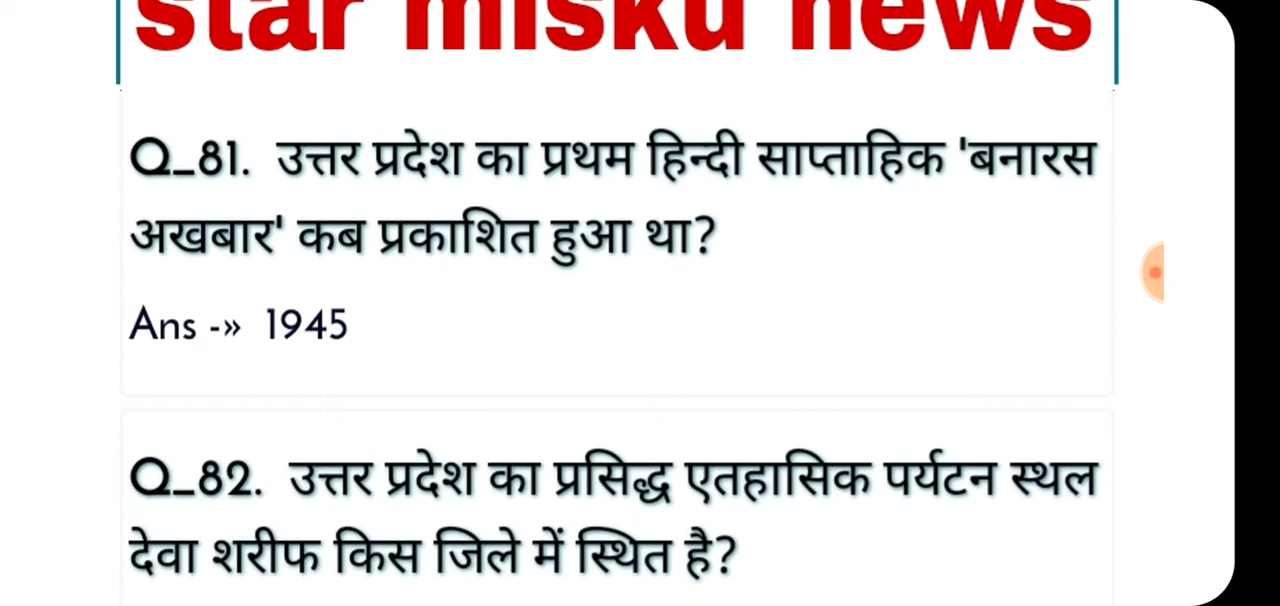 star misku news
Q_81. उत्तर प्रदेश का प्रथम हिन्दी साप्ताहिक 'बनारस
अखबार' कब प्रकाशित हुआ था?
Ans -» 1945
Q_82. उत्तर प्रदेश का प्रसिद्ध एतहासिक पर्यटन स्थल
देवा शरीफ किस जिले में स्थित है?